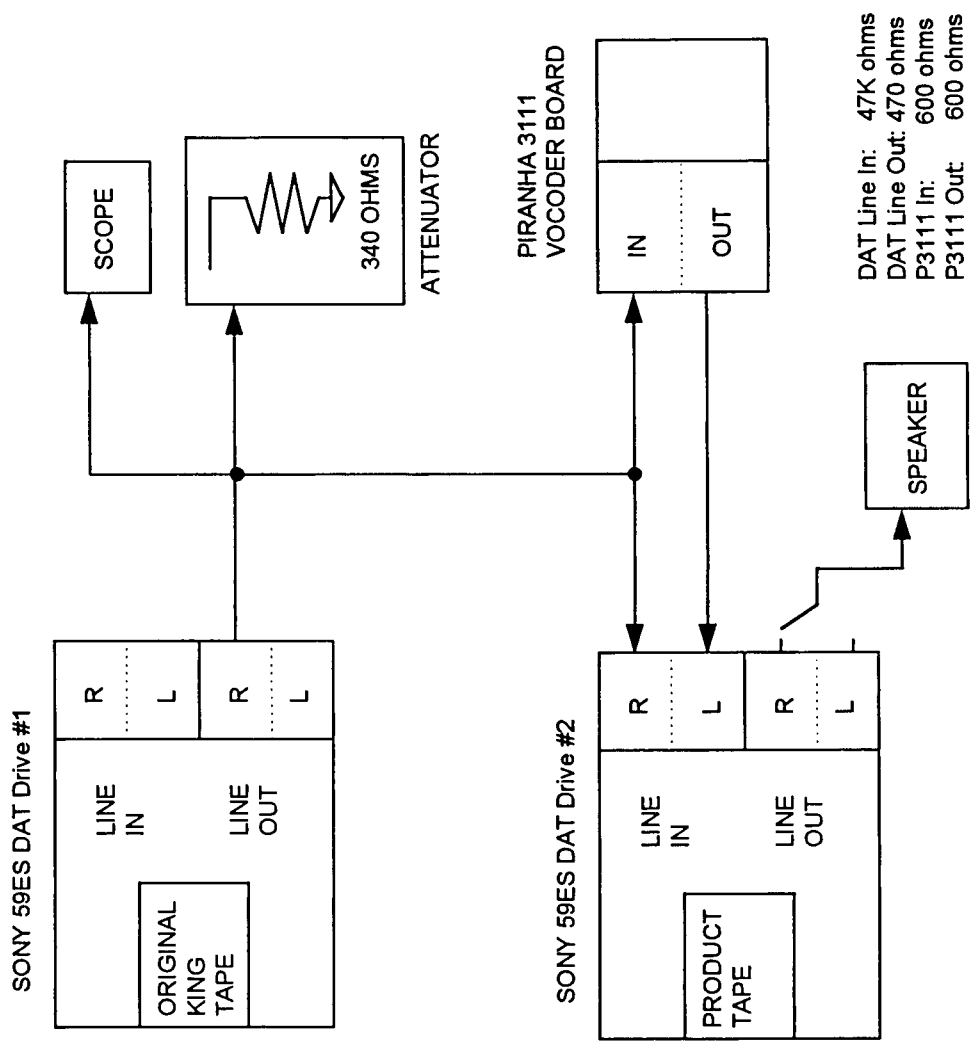 SONY 59ES DAT Drive #1
ORIGINAL
KING
TAPE
LINE
IN
LINE
OUT
R
L
R
L
SCOPE
340 OHMS
ATTENUATOR
SONY 59ES DAT Drive #2
PRODUCT
TAPE
LINE
IN
LINE
OUT
R
L
R
L
PIRANHA 3111
VOCODER BOARD
IN
OUT
SPEAKER
DAT Line In: 47K ohms
DAT Line Out: 470 ohms
P3111 In: 600 ohms
P3111 Out: 600 ohms